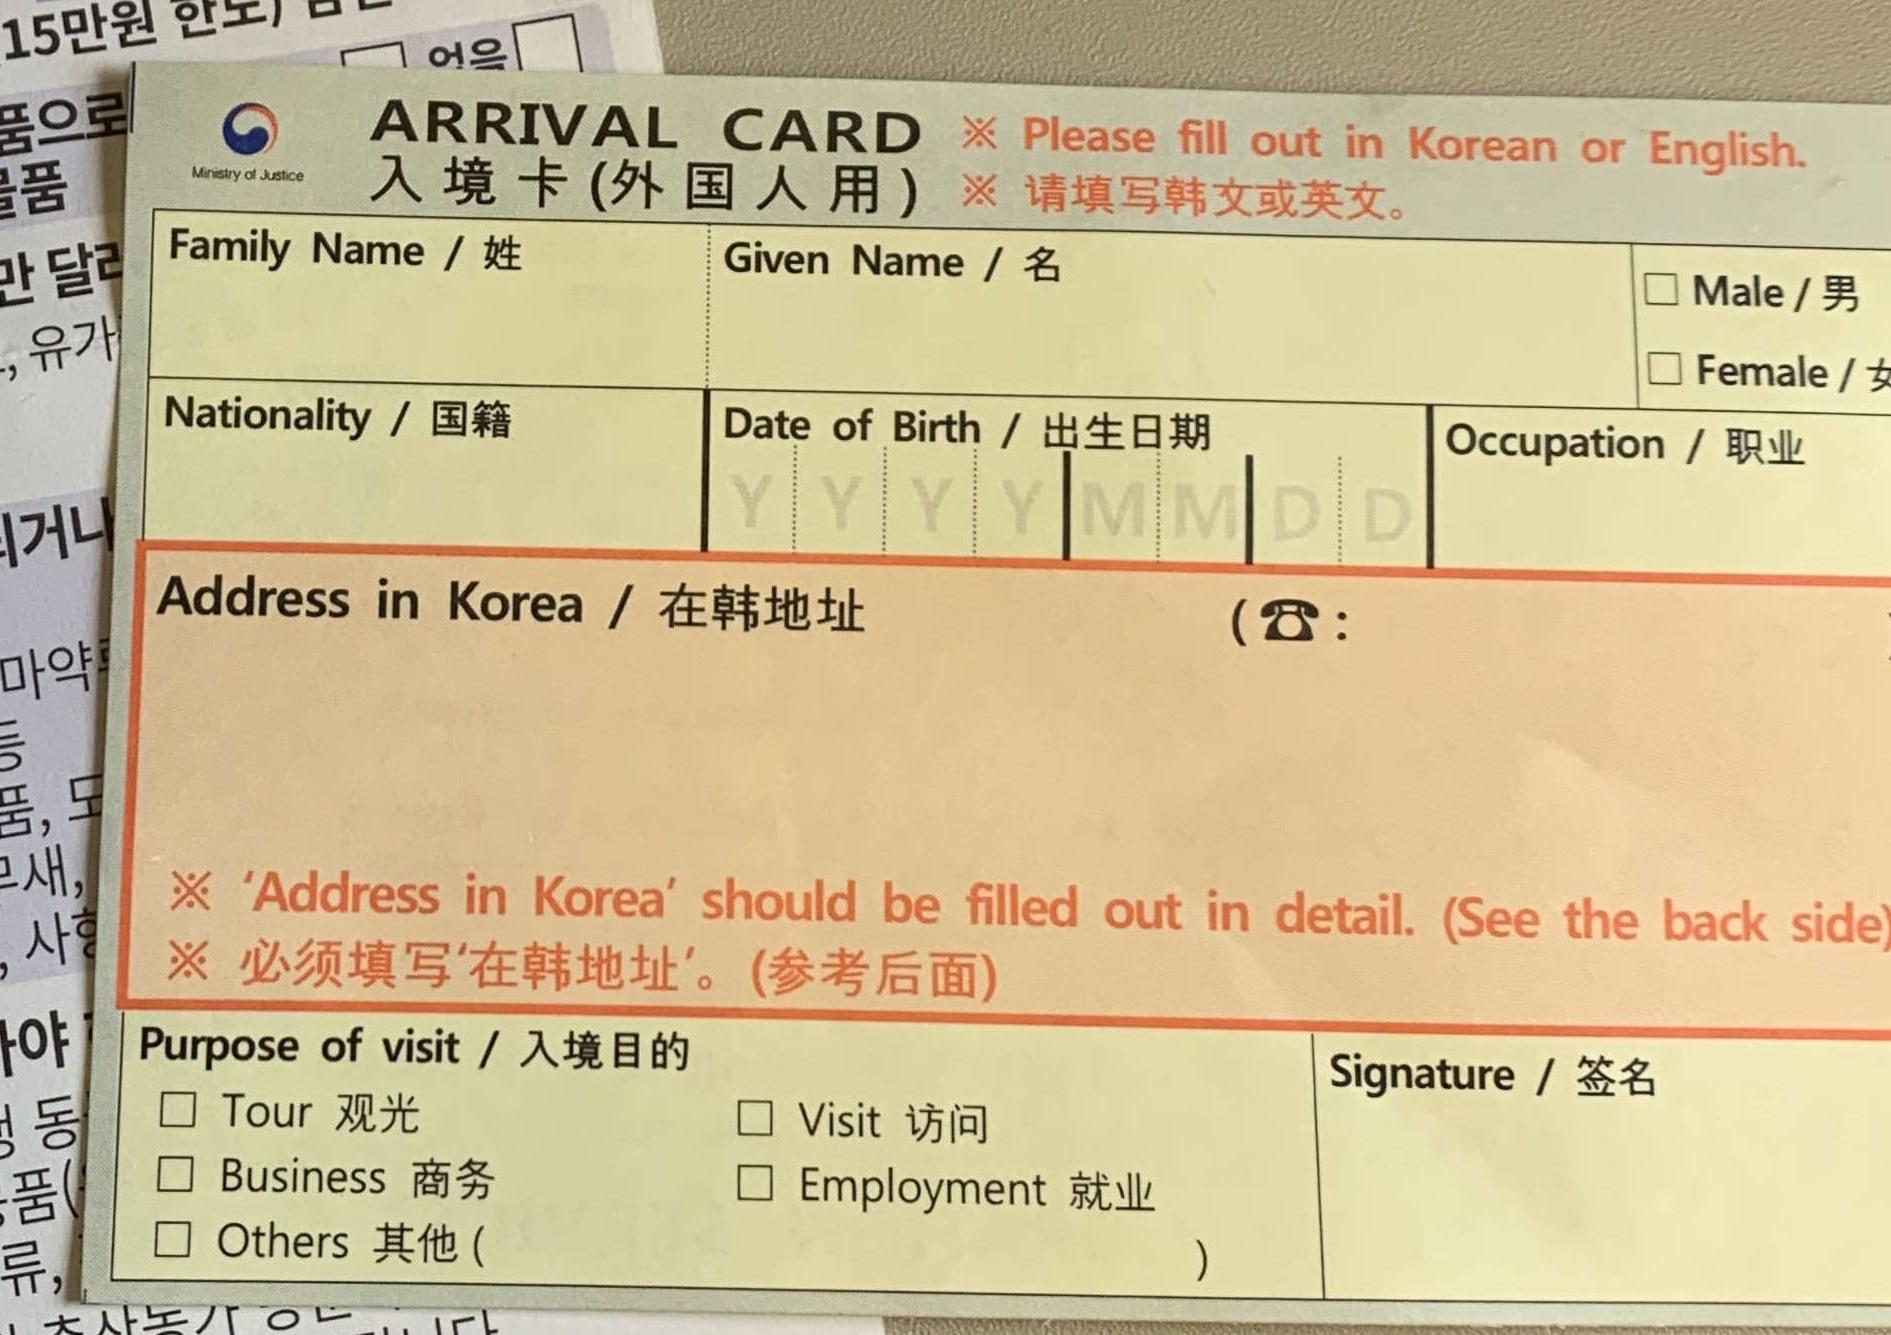 15만원 한도)
없음
품으로
물품
만 달러
, 유가
되거나
마약류
등
품, 도
모새,
, 사항
동
품(
류,
Ministry of Justice
ARRIVAL CARD ※ Please fill out in Korean or English.
入境卡(外国人用) ※ 请填写韩文或英文。
Family Name / 姓
Given Name / 名
□ Male / 男
□ Female / 女
Nationality / 国籍
Date of Birth / 出生日期
Y Y Y Y M M D D
Occupation / 职业
Address in Korea / 在韩地址 (☎: )
※ 'Address in Korea' should be filled out in detail. (See the back side)
※ 必须填写'在韩地址'。(参考后面)
Purpose of visit / 入境目的
□ Tour 观光 □ Visit 访问
□ Business 商务 □ Employment 就业
□ Others 其他 ( )
Signature / 签名